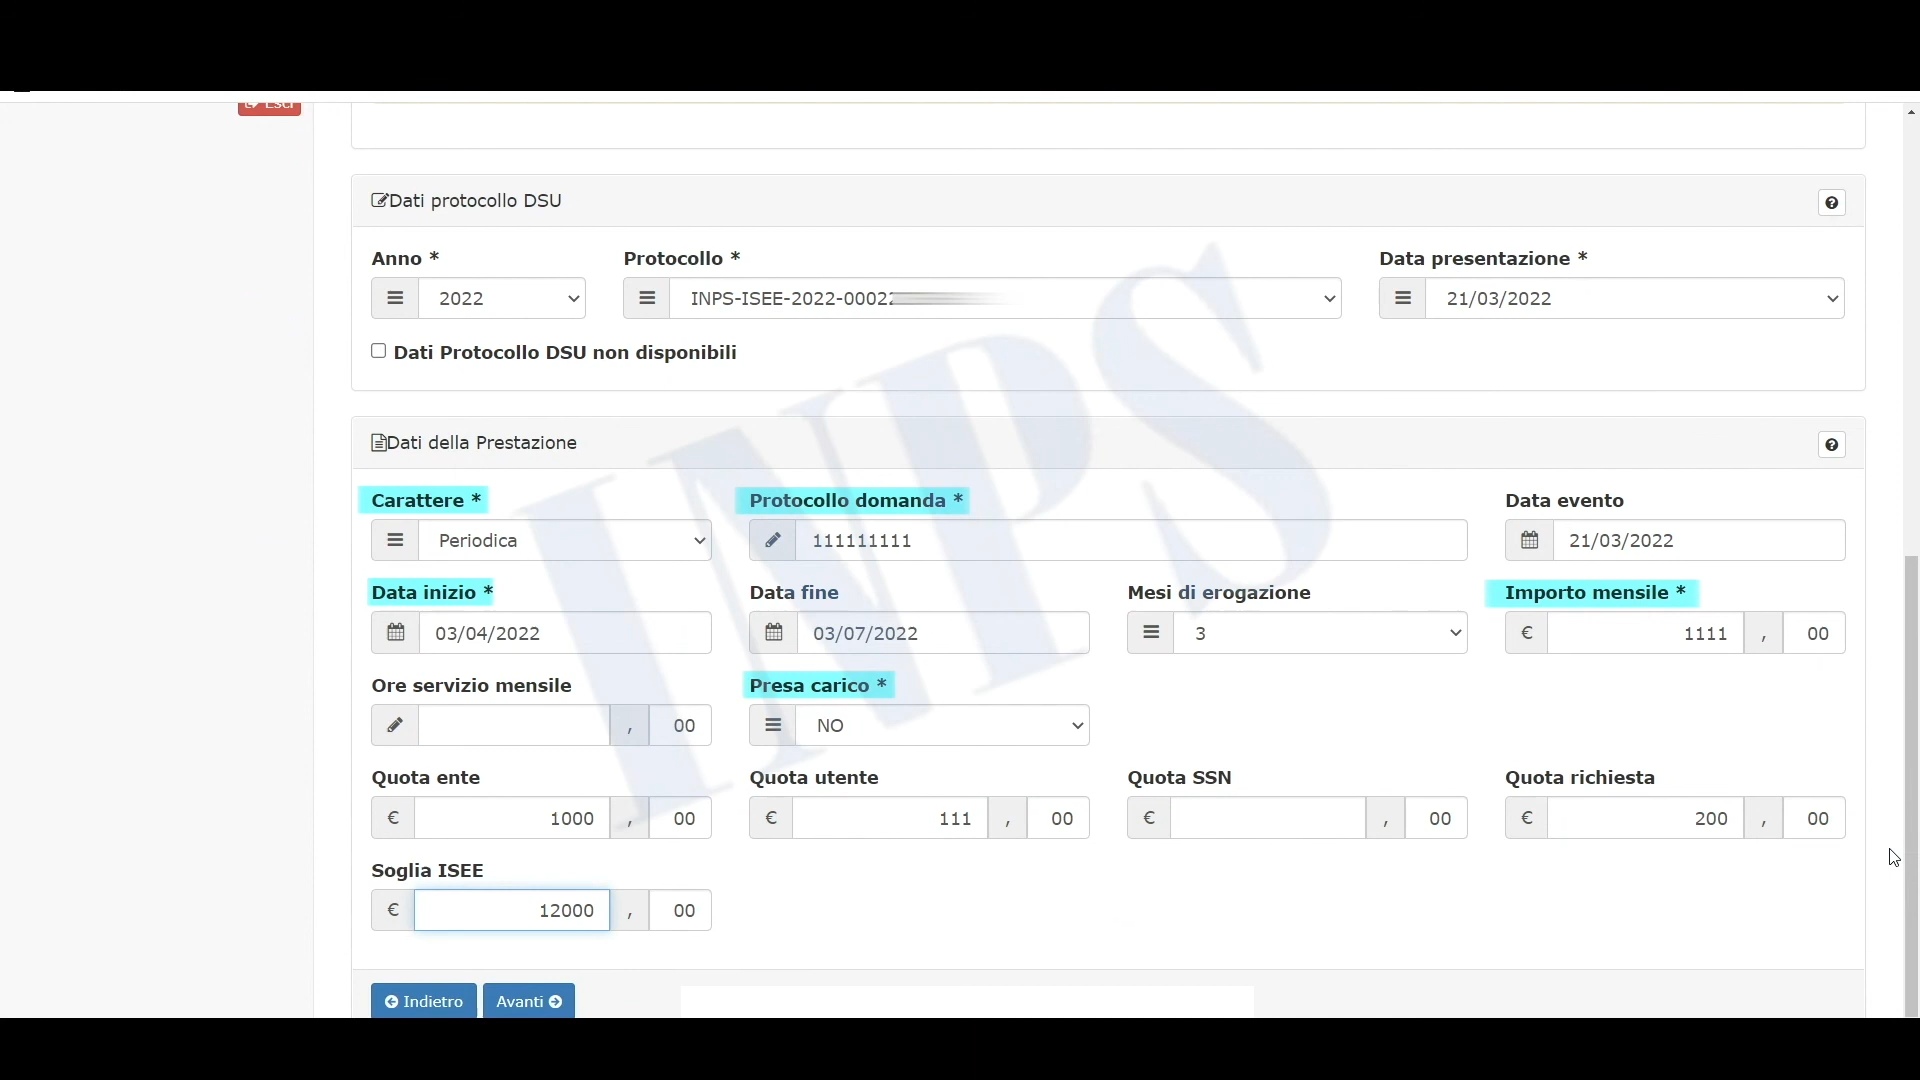 Esci
Dati protocollo DSU
Anno *
Protocollo *
Data presentazione *
2022
INPS-ISEE-2022-00022
21/03/2022
Dati Protocollo DSU non disponibili
Dati della Prestazione
Carattere *
Protocollo domanda *
Data evento
Periodica
111111111
21/03/2022
Data inizio *
Data fine
Mesi di erogazione
Importo mensile *
03/04/2022
03/07/2022
3
€ 1111 , 00
Ore servizio mensile
Presa carico *
, 00
NO
Quota ente
Quota utente
Quota SSN
Quota richiesta
€ 1000 , 00
€ 111 , 00
€ , 00
€ 200 , 00
Soglia ISEE
€ 12000 , 00
Indietro
Avanti
INPS